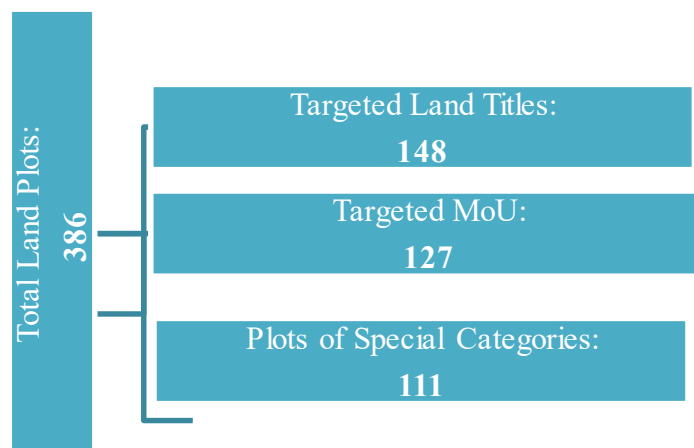 Total Land Plots:
386
Targeted Land Titles:
148
Targeted MoU:
127
Plots of Special Categories:
111